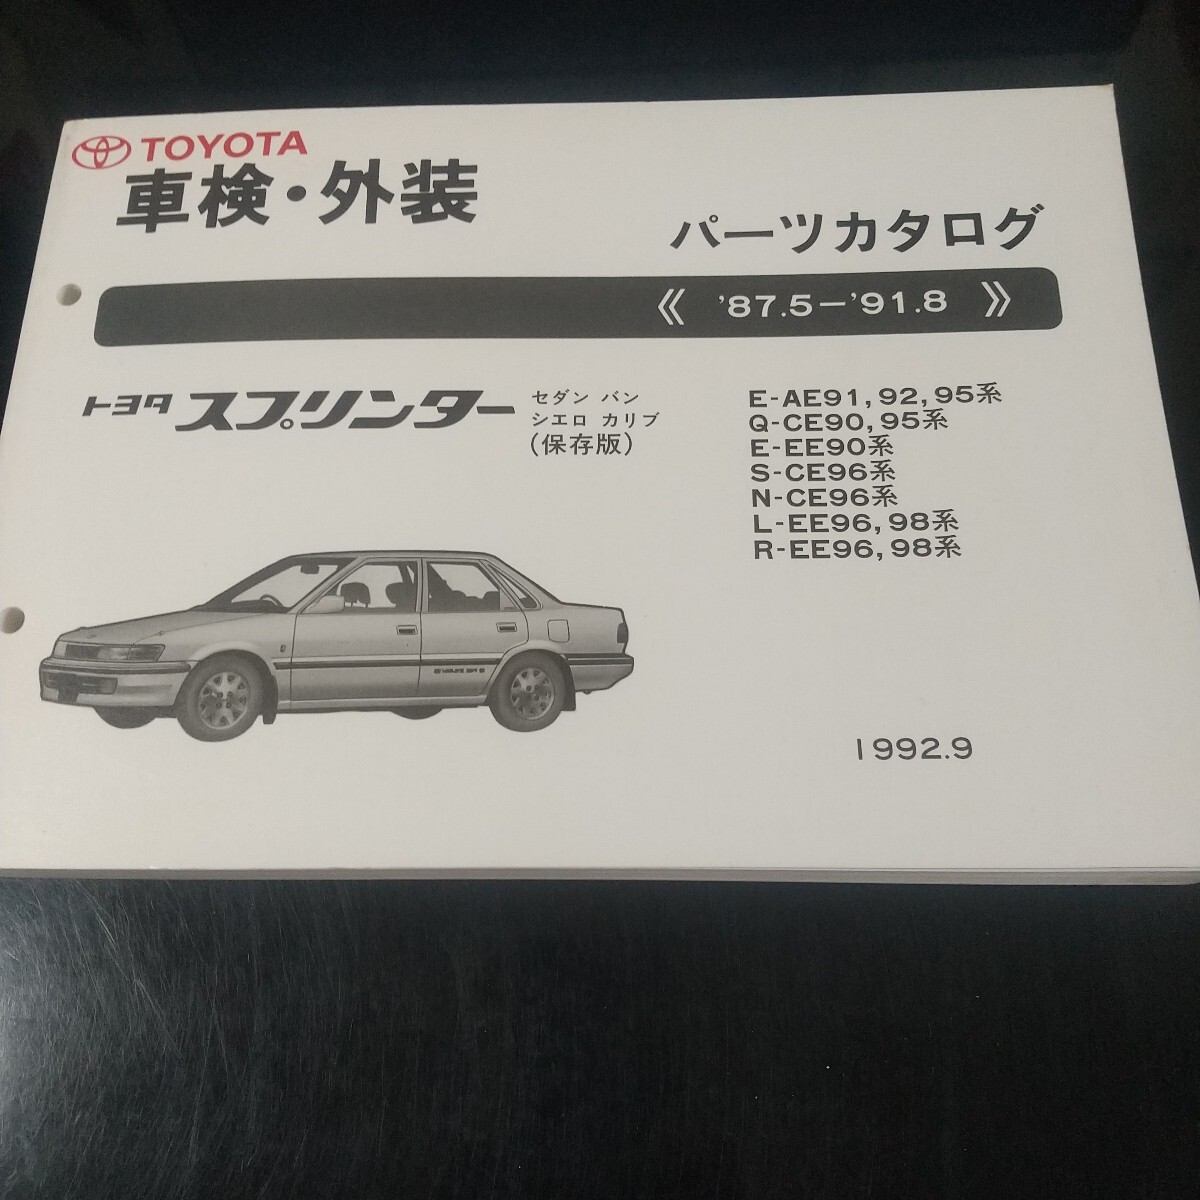 TOYOTA
車検・外装
パーツカタログ
《 '87.5－'91.8 》
トヨタ スプリンター
セダン バン
シエロ カリブ
(保存版)
E-AE91, 92, 95系
Q-CE90, 95系
E-EE90系
S-CE96系
N-CE96系
L-EE96, 98系
R-EE96, 98系
1992.9